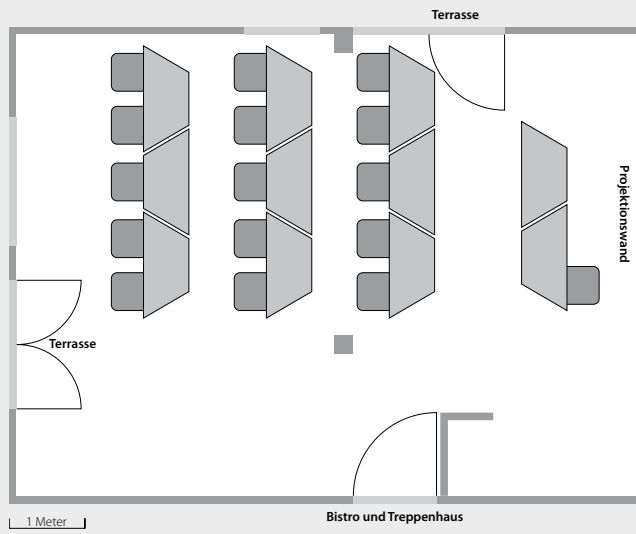 Terrasse
Projektionswand
Terrasse
Bistro und Treppenhaus
1 Meter